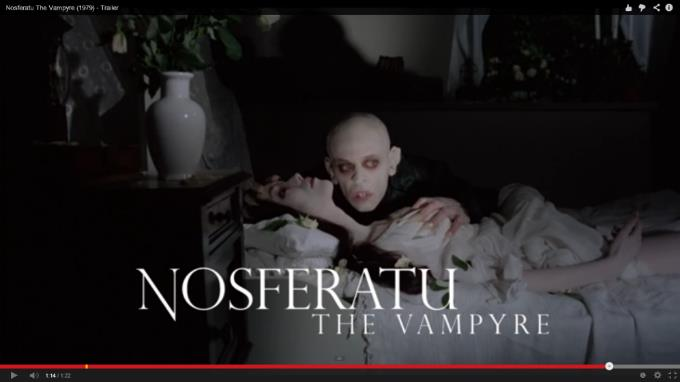 Nosferatu The Vampyre (1979) - Trailer
NOSFERATU
THE VAMPYRE
1:14 / 1:22